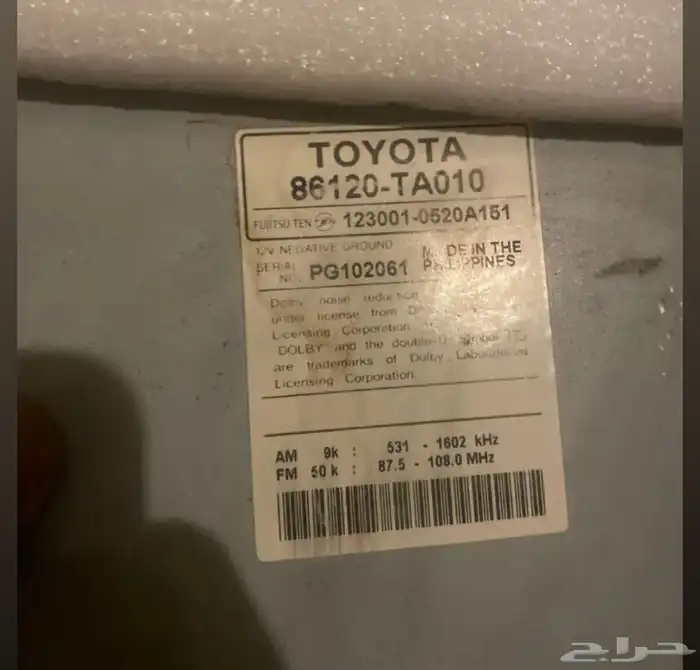 TOYOTA
86120-TA010
FUJITSU TEN 123001-0520A151
12V NEGATIVE GROUND
SERIAL NO. PG102061
MADE IN THE PHILIPPINES
Dolby noise reduction
under license from
Licensing Corporation.
"DOLBY" and the double-D symbol
are trademarks of Dolby Laboratories
Licensing Corporation.
AM 9k : 531 - 1602 kHz
FM 50 k : 87.5 - 108.0 MHz
حراج